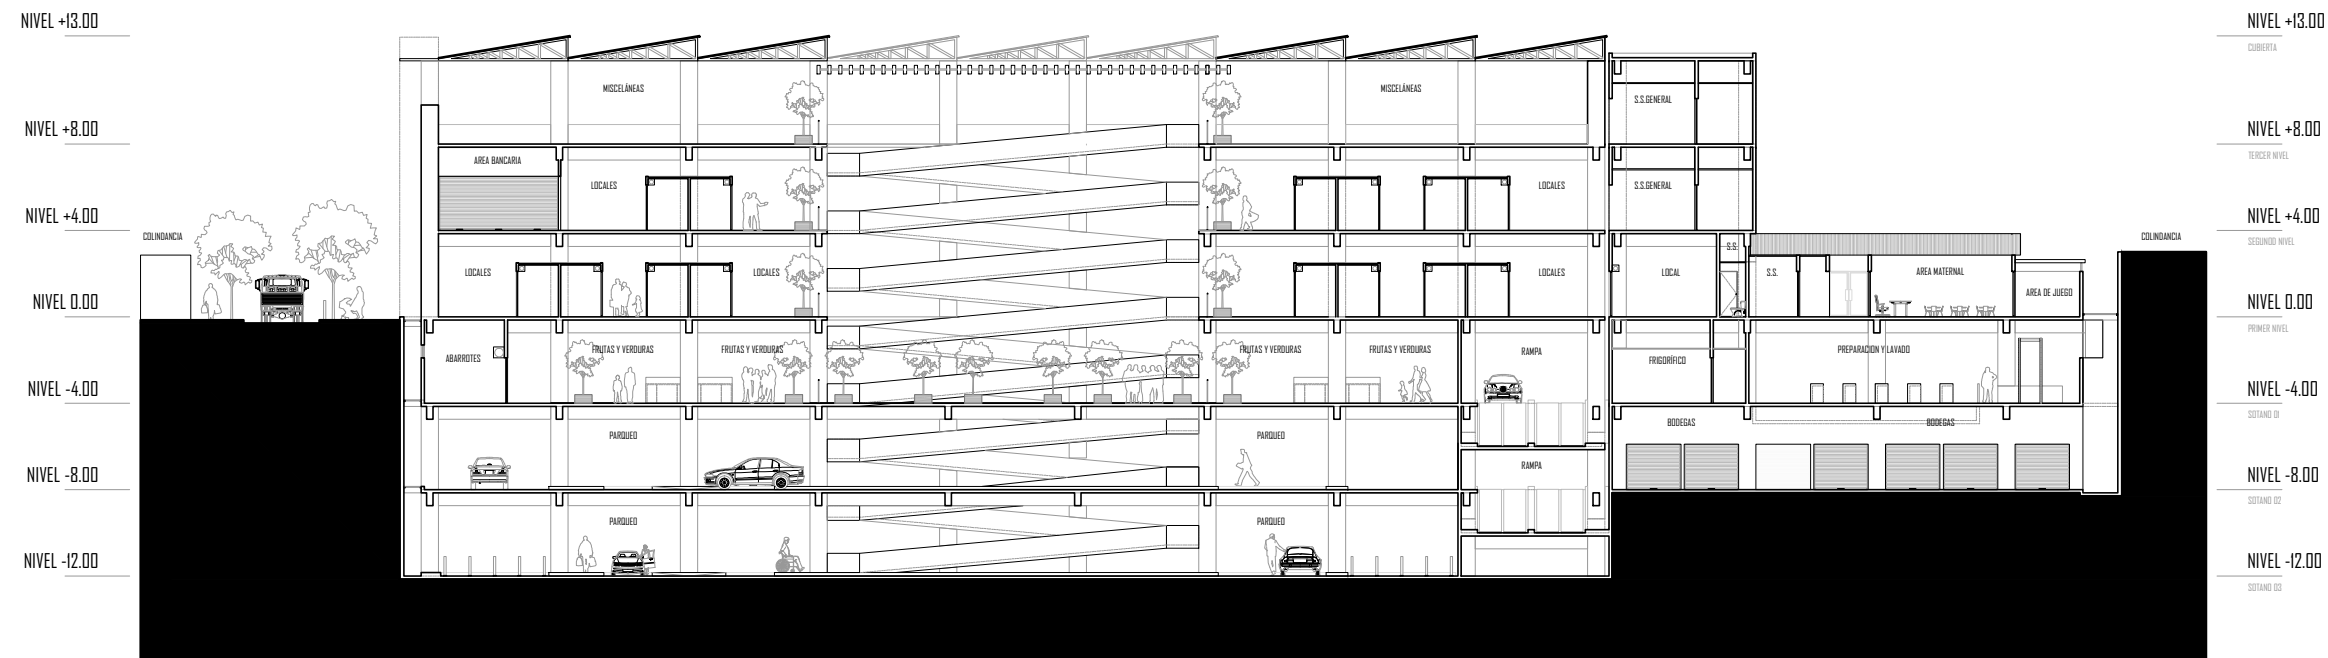 NIVEL +13.00
NIVEL +13.00
CUBIERTA
MISCELÁNEAS
MISCELÁNEAS
S.S.GENERAL
NIVEL +8.00
NIVEL +8.00
TERCER NIVEL
AREA BANCARIA
LOCALES
LOCALES
S.S.GENERAL
NIVEL +4.00
NIVEL +4.00
SEGUNDO NIVEL
COLINDANCIA
COLINDANCIA
LOCALES
LOCALES
LOCALES
LOCAL
S.S.
S.S.
AREA MATERNAL
AREA DE JUEGO
NIVEL 0.00
NIVEL 0.00
PRIMER NIVEL
ABARROTES
FRUTAS Y VERDURAS
FRUTAS Y VERDURAS
FRUTAS Y VERDURAS
FRUTAS Y VERDURAS
RAMPA
FRIGORÍFICO
PREPARACION Y LAVADO
NIVEL -4.00
NIVEL -4.00
SOTANO 01
PARQUEO
PARQUEO
BODEGAS
BODEGAS
RAMPA
NIVEL -8.00
NIVEL -8.00
SOTANO 02
PARQUEO
PARQUEO
NIVEL -12.00
NIVEL -12.00
SOTANO 03